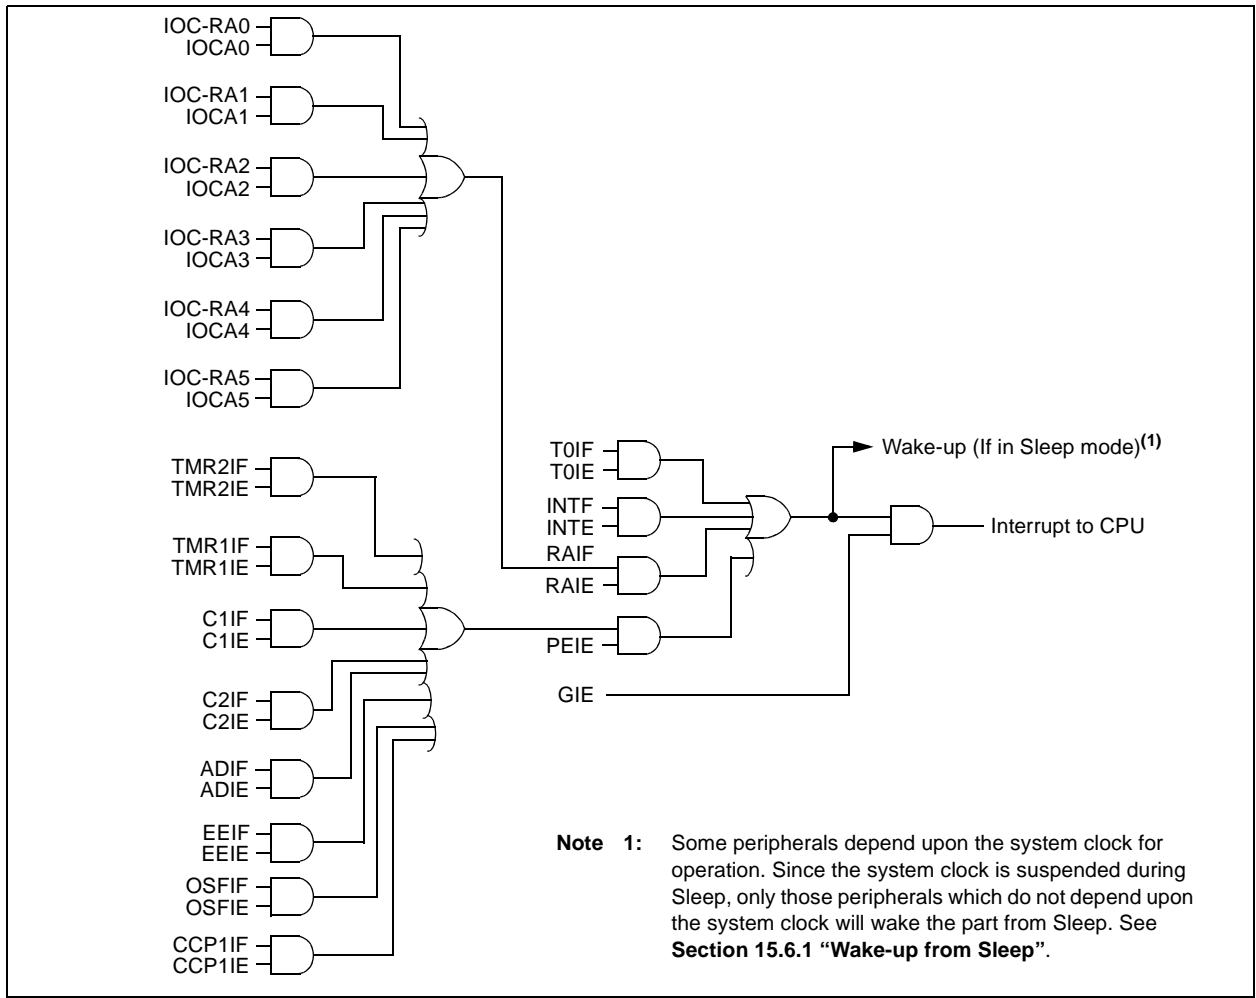 IOC-RA0
IOCA0
IOC-RA1
IOCA1
IOC-RA2
IOCA2
IOC-RA3
IOCA3
IOC-RA4
IOCA4
IOC-RA5
IOCA5
TMR2IF
TMR2IE
TMR1IF
TMR1IE
C1IF
C1IE
C2IF
C2IE
ADIF
ADIE
EEIF
EEIE
OSFIF
OSFIE
CCP1IF
CCP1IE
T0IF
T0IE
INTF
INTE
RAIF
RAIE
PEIE
GIE
Wake-up (If in Sleep mode)(1)
Interrupt to CPU
Note 1: Some peripherals depend upon the system clock for
operation. Since the system clock is suspended during
Sleep, only those peripherals which do not depend upon
the system clock will wake the part from Sleep. See
Section 15.6.1 “Wake-up from Sleep”.